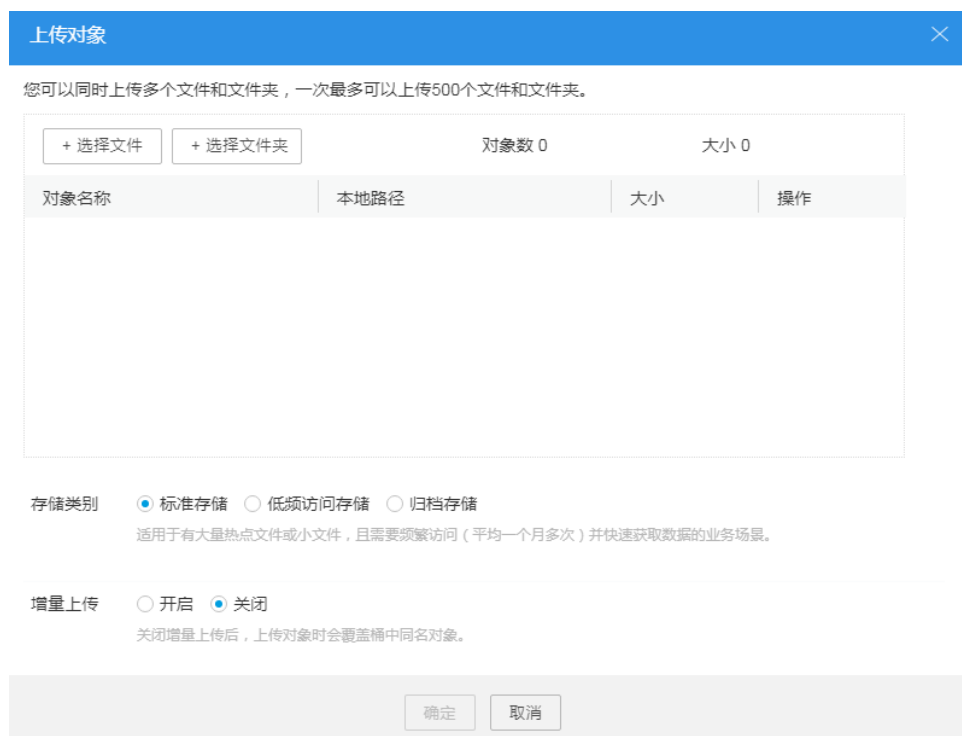 上传对象
您可以同时上传多个文件和文件夹，一次最多可以上传500个文件和文件夹。
+ 选择文件 + 选择文件夹 对象数 0 大小 0
对象名称 本地路径 大小 操作
存储类别 标准存储 低频访问存储 归档存储
适用于有大量热点文件或小文件，且需要频繁访问（平均一个月多次）并快速获取数据的业务场景。
增量上传 开启 关闭
关闭增量上传后，上传对象时会覆盖桶中同名对象。
确定 取消